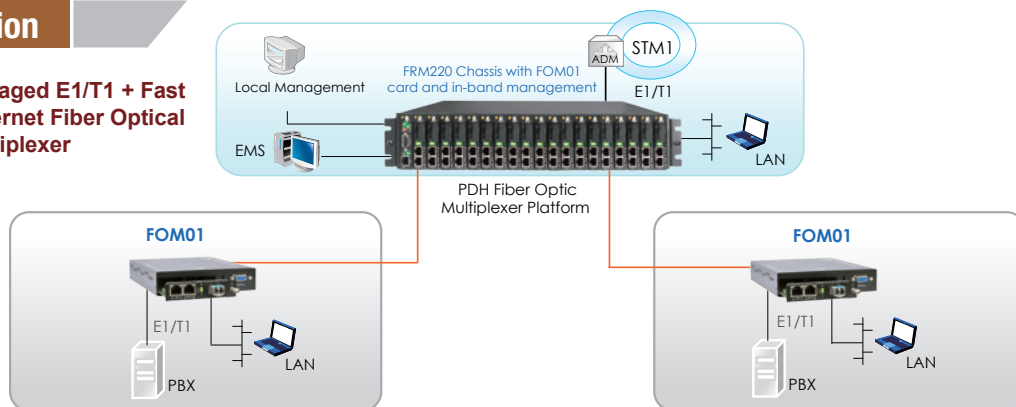 ion
aged E1/T1 + Fast
ernet Fiber Optical
iplexer
Local Management
EMS
FRM220 Chassis with FOM01
card and in-band management
ADM
STM1
E1/T1
LAN
PDH Fiber Optic
Multiplexer Platform
FOM01
E1/T1
PBX
LAN
FOM01
E1/T1
PBX
LAN